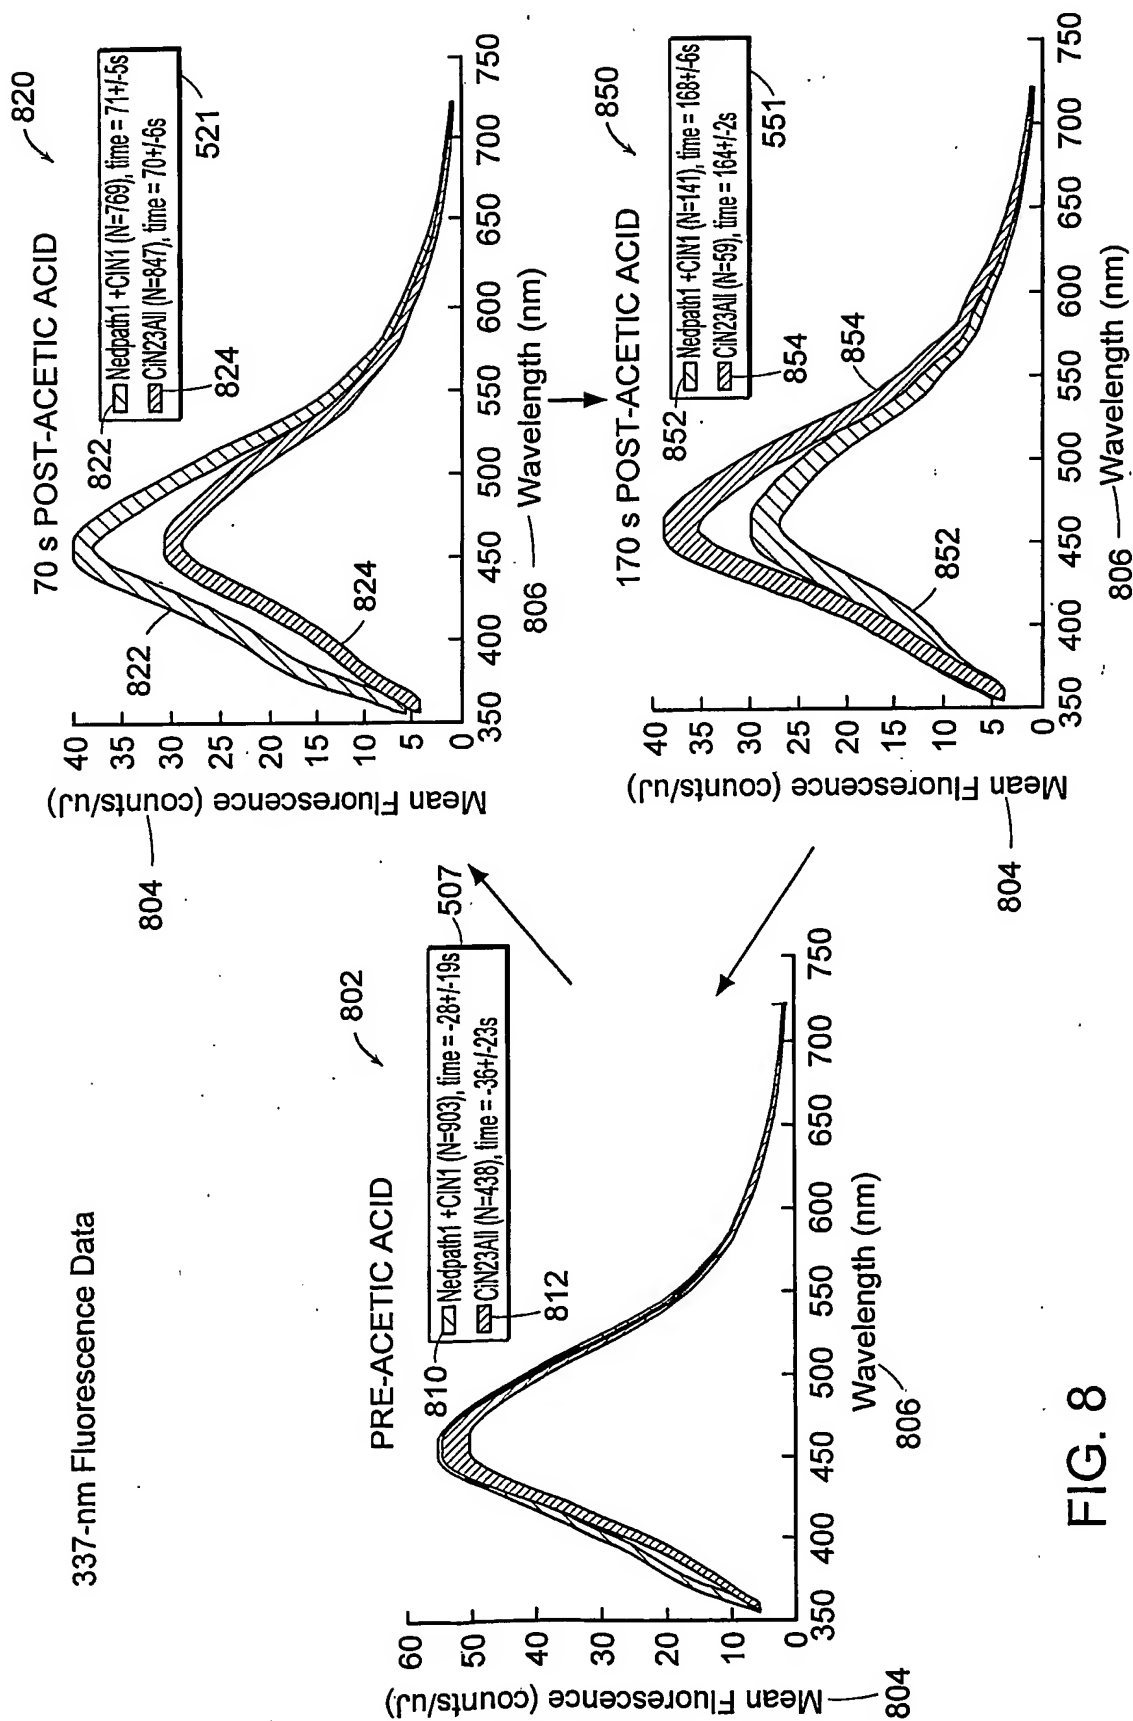 337-nm Fluorescence Data
PRE-ACETIC ACID
802
810
Nedpath1 +CIN1 (N=903), time = -28+/-19s
CiN23All (N=438), time = -36+/-23s
507
812
60
50
40
30
20
10
0
Mean Fluorescence (counts/uJ)
804
350 400 450 500 550 600 650 700 750
Wavelength (nm)
806
70 s POST-ACETIC ACID
820
822
Nedpath1 +CIN1 (N=769), time = 71+/-5s
CiN23All (N=847), time = 70+/-6s
521
824
822
824
40
35
30
25
20
15
10
5
0
Mean Fluorescence (counts/uJ)
804
350 400 450 500 550 600 650 700 750
806 Wavelength (nm)
170 s POST-ACETIC ACID
850
852
Nedpath1 +CIN1 (N=141), time = 168+/-6s
CiN23All (N=59), time = 164+/-2s
551
854
854
852
40
35
30
25
20
15
10
5
0
Mean Fluorescence (counts/uJ)
804
350 400 450 500 550 600 650 700 750
806 Wavelength (nm)
FIG. 8